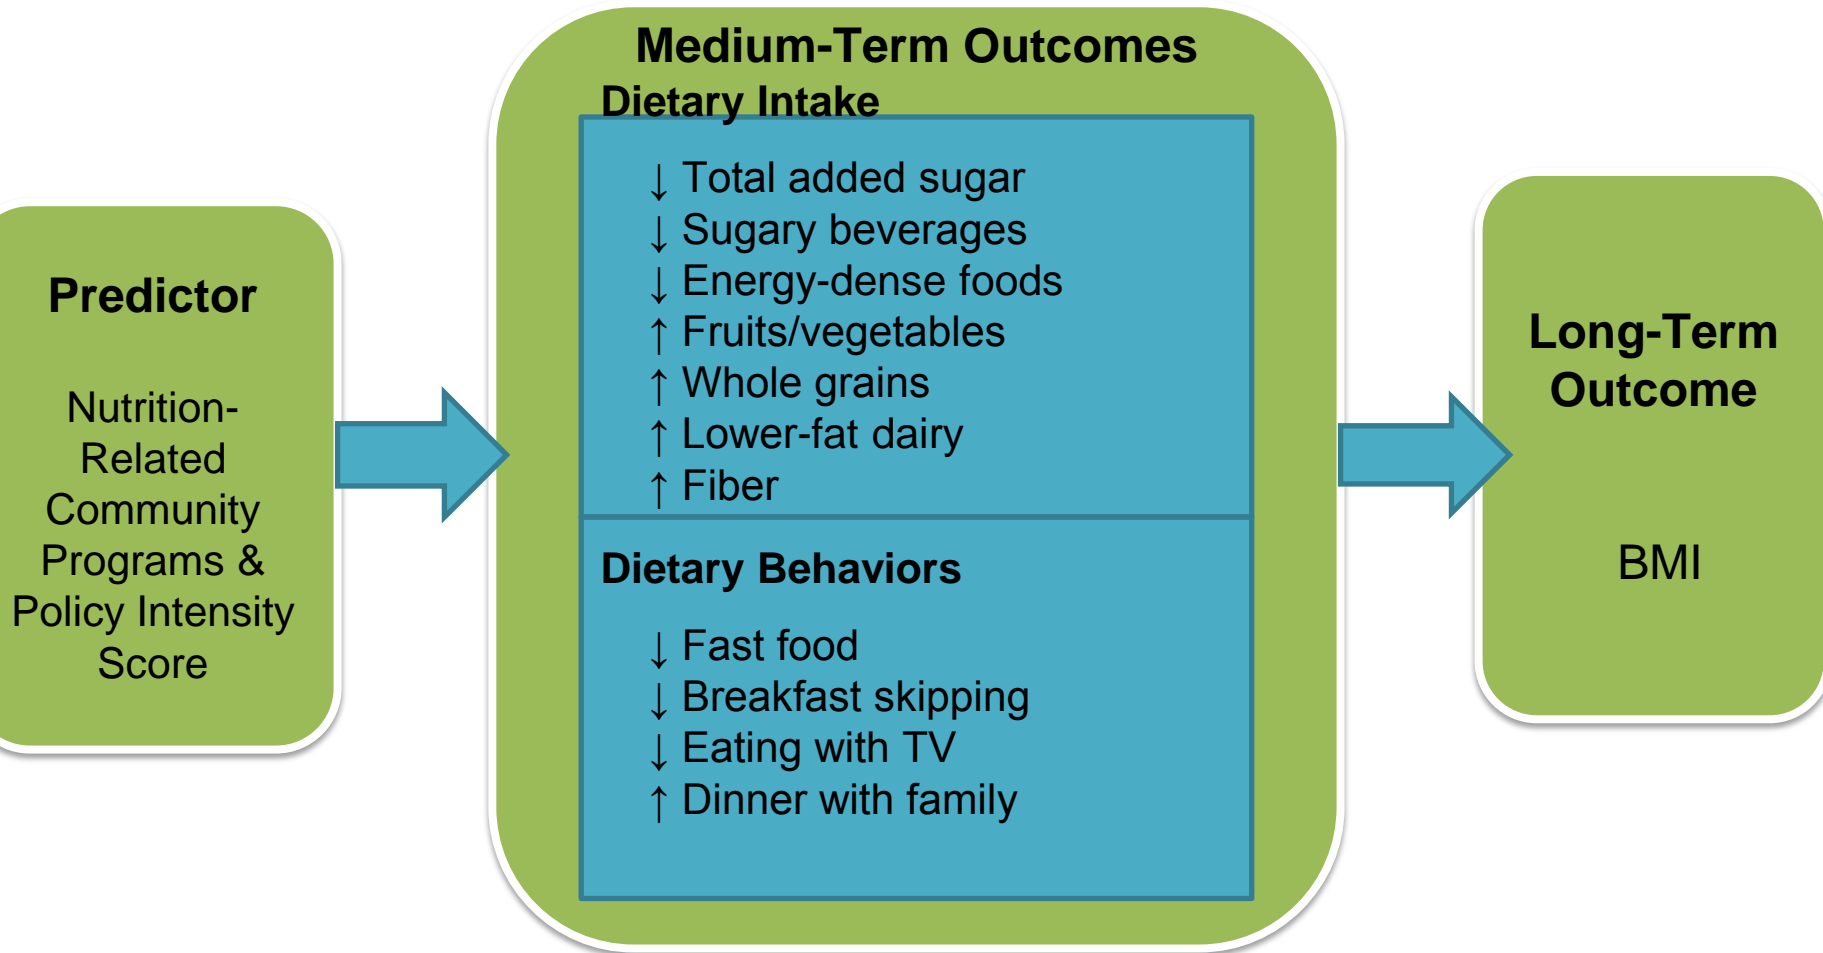 Predictor
Nutrition-
Related
Community
Programs &
Policy Intensity
Score
Medium-Term Outcomes
Dietary Intake
↓ Total added sugar
↓ Sugary beverages
↓ Energy-dense foods
↑ Fruits/vegetables
↑ Whole grains
↑ Lower-fat dairy
↑ Fiber
Dietary Behaviors
↓ Fast food
↓ Breakfast skipping
↓ Eating with TV
↑ Dinner with family
Long-Term
Outcome
BMI